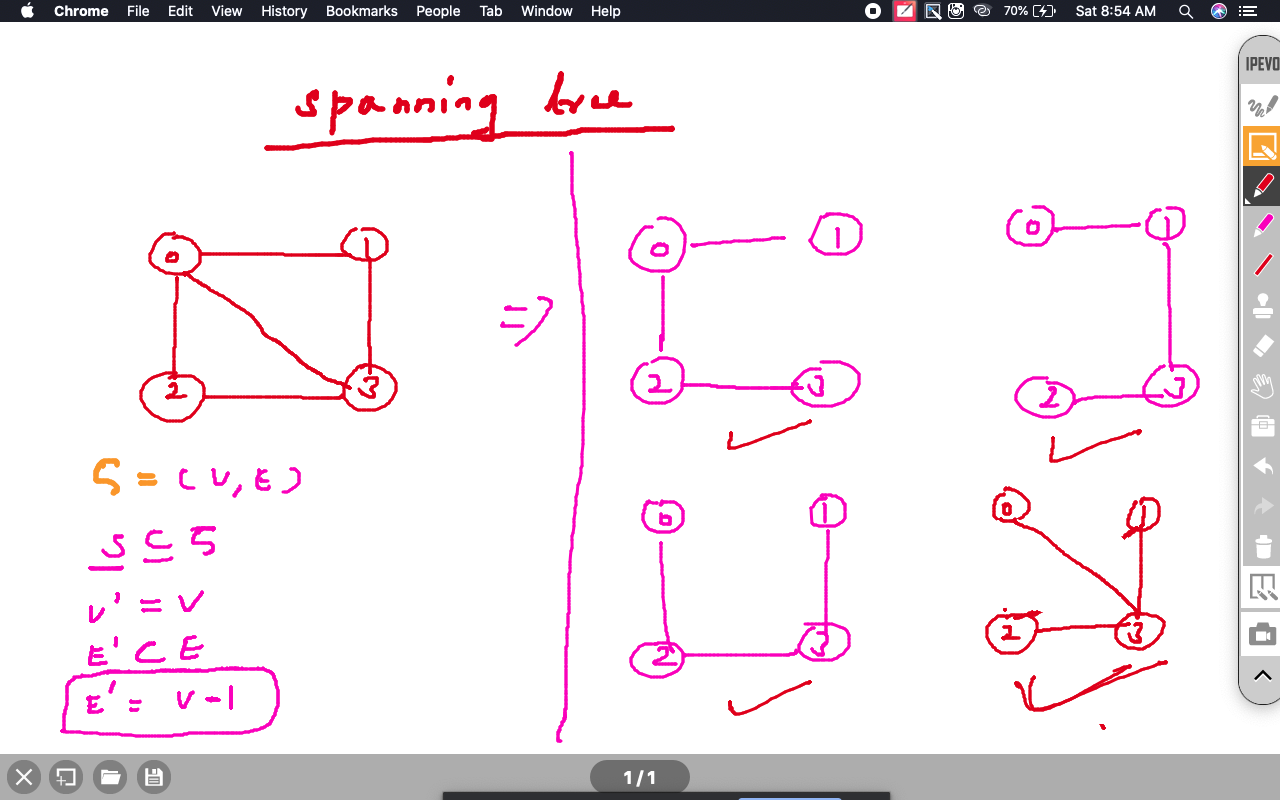 Chrome File Edit View History Bookmarks People Tab Window Help 70% Sat 8:54 AM
IPEVO
spanning tree
0 1
2 3
=>
G = (V, E)
S ⊆ G
V' = V
E' ⊂ E
E' = V-1
0 1
2 3
0 1
2 3
0 1
2 3
0 1
2 3
1/1